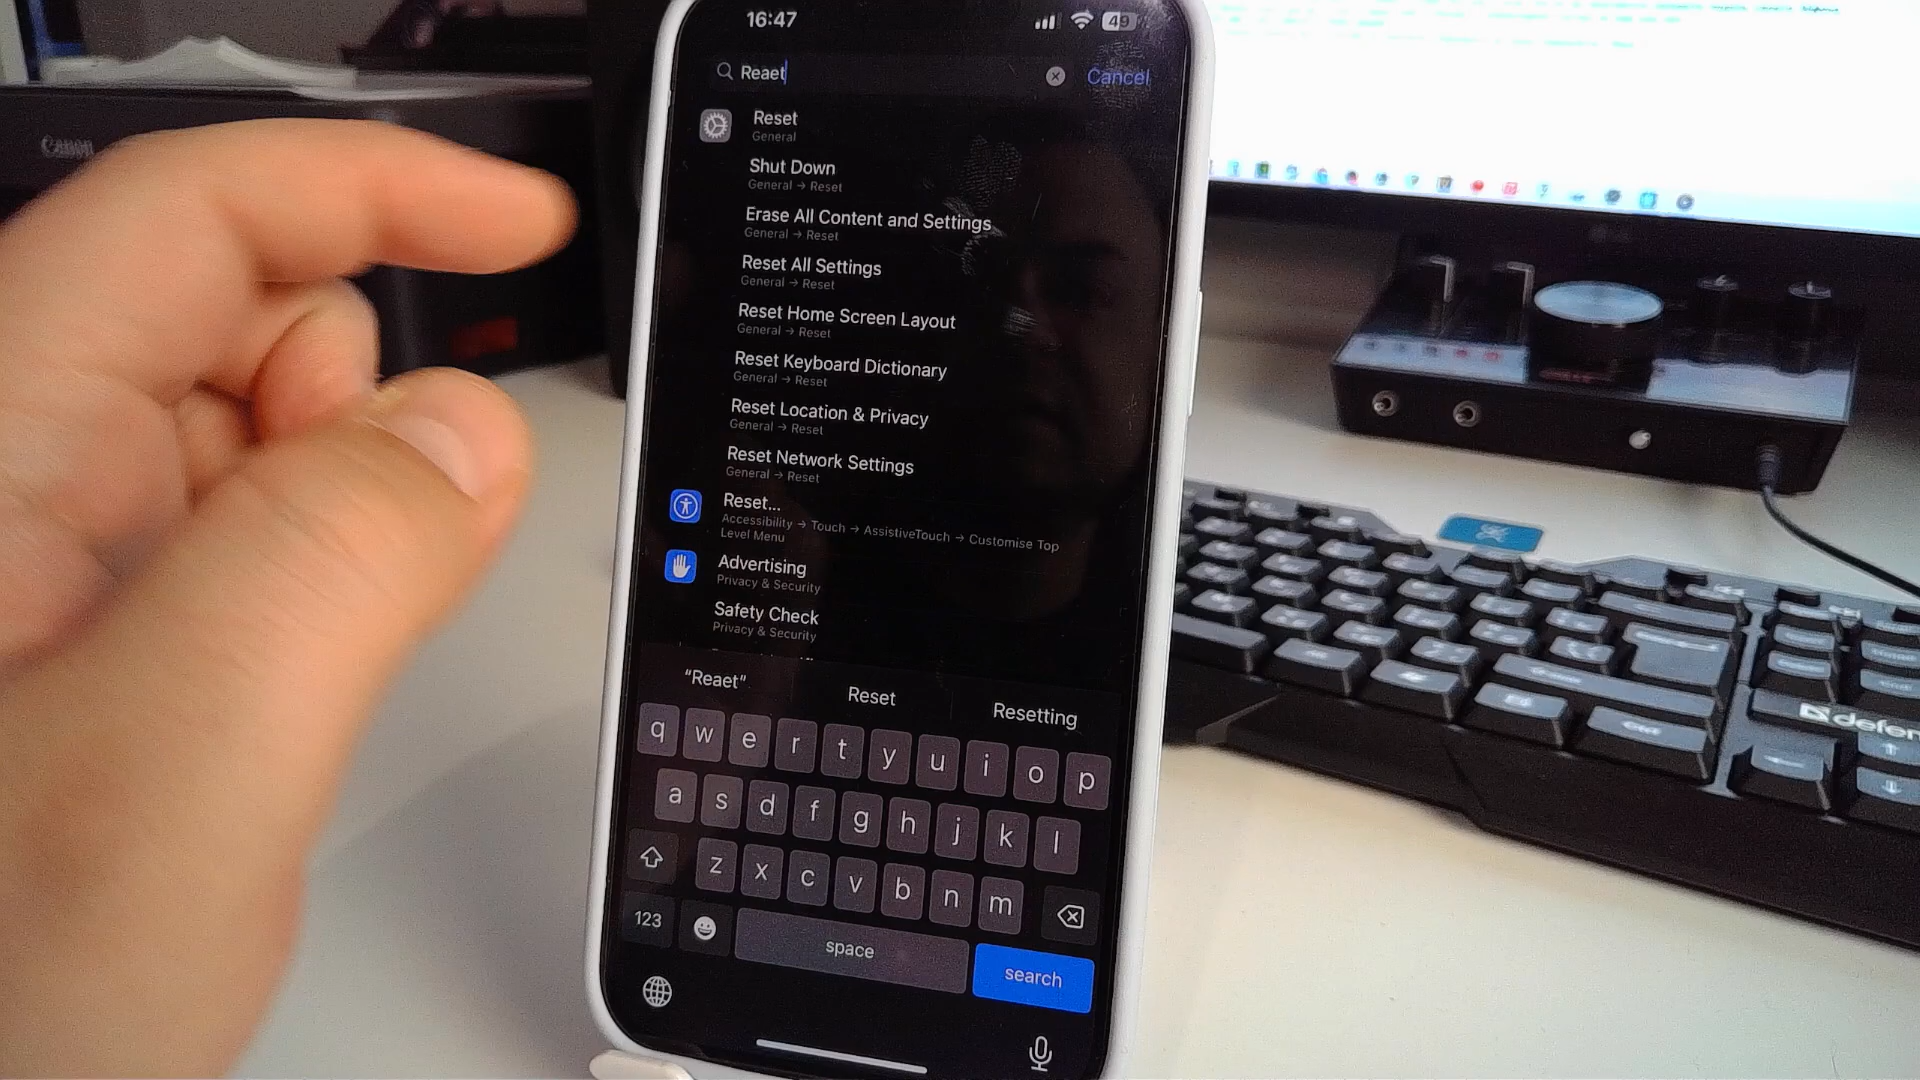 16:47
49
Reaet
Cancel
Reset
General
Shut Down
General → Reset
Erase All Content and Settings
General → Reset
Reset All Settings
General → Reset
Reset Home Screen Layout
General → Reset
Reset Keyboard Dictionary
General → Reset
Reset Location & Privacy
General → Reset
Reset Network Settings
General → Reset
Reset...
Accessibility → Touch → AssistiveTouch → Customise Top
Level Menu
Advertising
Privacy & Security
Safety Check
Privacy & Security
"Reaet"
Reset
Resetting
q w e r t y u i o p
a s d f g h j k l
z x c v b n m
123
space
search
Canon
defen